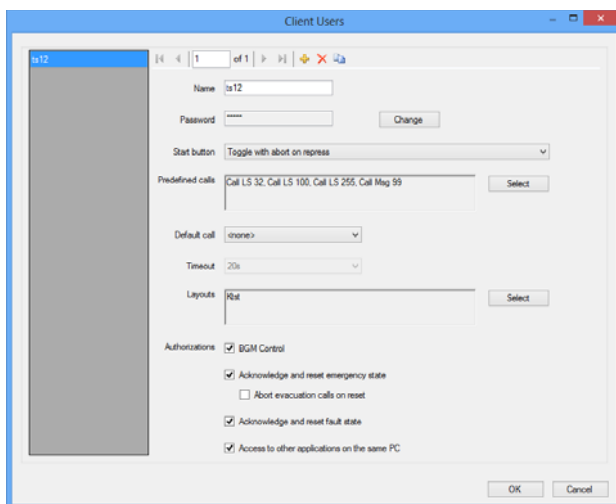 Client Users
ts12
1 of 1
Name ts12
Password *****
Change
Start button Toggle with abort on repress
Predefined calls Call LS 32, Call LS 100, Call LS 255, Call Msg 99
Select
Default call <none>
Timeout 20s
Layouts Klat
Select
Authorizations BGM Control
Acknowledge and reset emergency state
Abort evacuation calls on reset
Acknowledge and reset fault state
Access to other applications on the same PC
OK Cancel